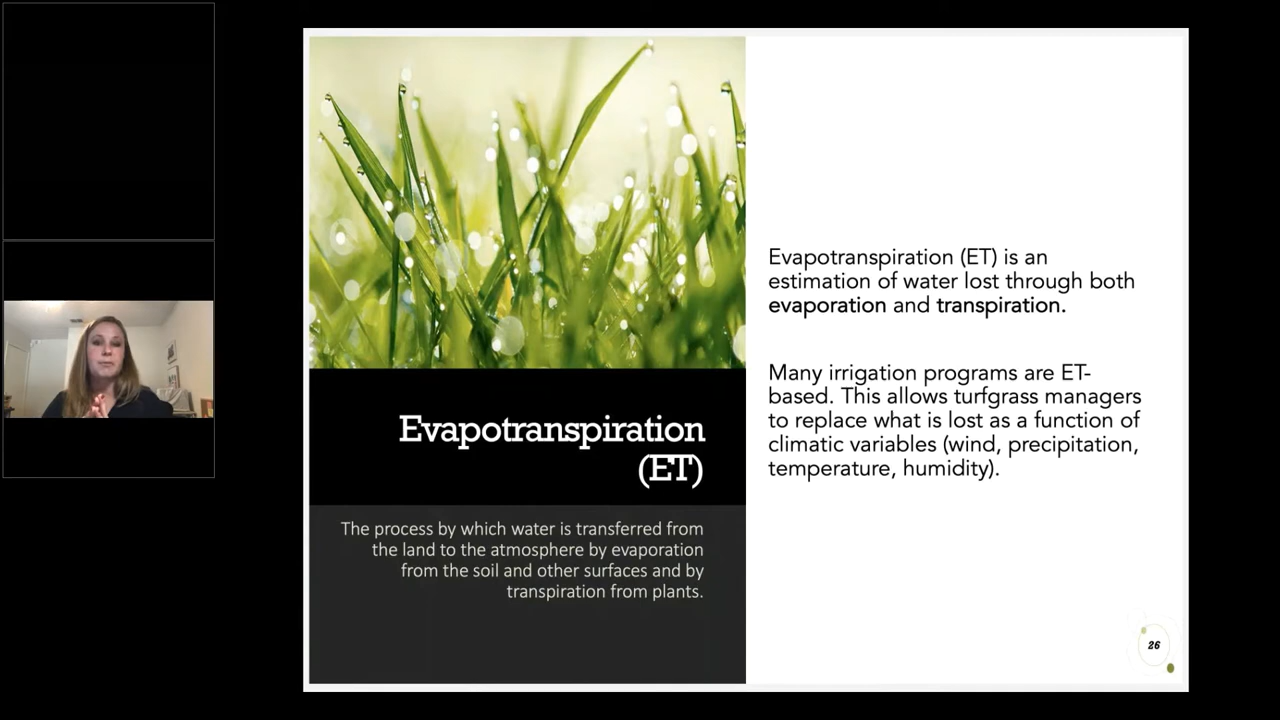 Evapotranspiration
(ET)
The process by which water is transferred from
the land to the atmosphere by evaporation
from the soil and other surfaces and by
transpiration from plants.
Evapotranspiration (ET) is an
estimation of water lost through both
evaporation and transpiration.
Many irrigation programs are ET-
based. This allows turfgrass managers
to replace what is lost as a function of
climatic variables (wind, precipitation,
temperature, humidity).
26